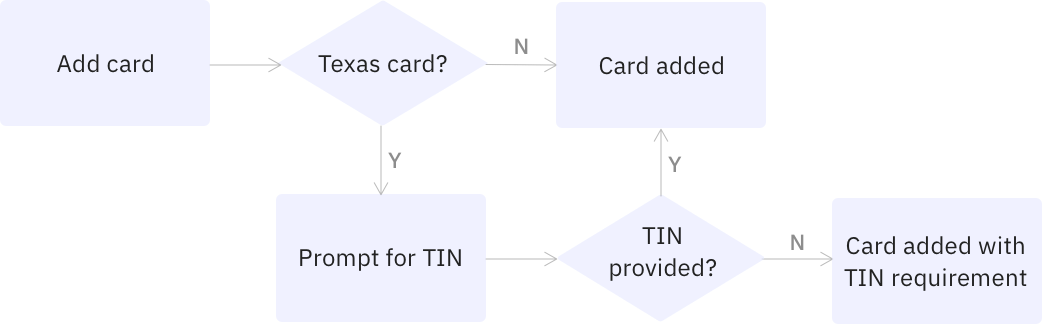 Add card
Texas card?
N
Card added
Y
Y
Prompt for TIN
TIN
provided?
N
Card added with
TIN requirement